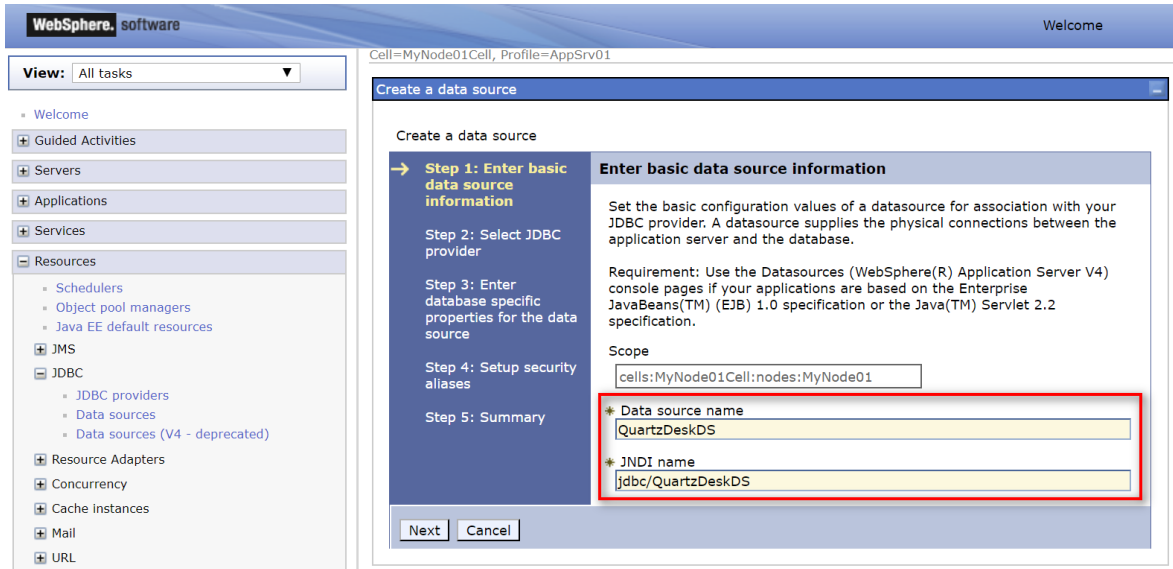 WebSphere. software
Welcome
View: All tasks
Welcome
Guided Activities
Servers
Applications
Services
Resources
Schedulers
Object pool managers
Java EE default resources
JMS
JDBC
JDBC providers
Data sources
Data sources (V4 - deprecated)
Resource Adapters
Concurrency
Cache instances
Mail
URL
Cell=MyNode01Cell, Profile=AppSrv01
Create a data source
Create a data source
Step 1: Enter basic
data source
information
Step 2: Select JDBC
provider
Step 3: Enter
database specific
properties for the data
source
Step 4: Setup security
aliases
Step 5: Summary
Enter basic data source information
Set the basic configuration values of a datasource for association with your
JDBC provider. A datasource supplies the physical connections between the
application server and the database.
Requirement: Use the Datasources (WebSphere(R) Application Server V4)
console pages if your applications are based on the Enterprise
JavaBeans(TM) (EJB) 1.0 specification or the Java(TM) Servlet 2.2
specification.
Scope
cells:MyNode01Cell:nodes:MyNode01
Data source name
QuartzDeskDS
JNDI name
jdbc/QuartzDeskDS
Next Cancel